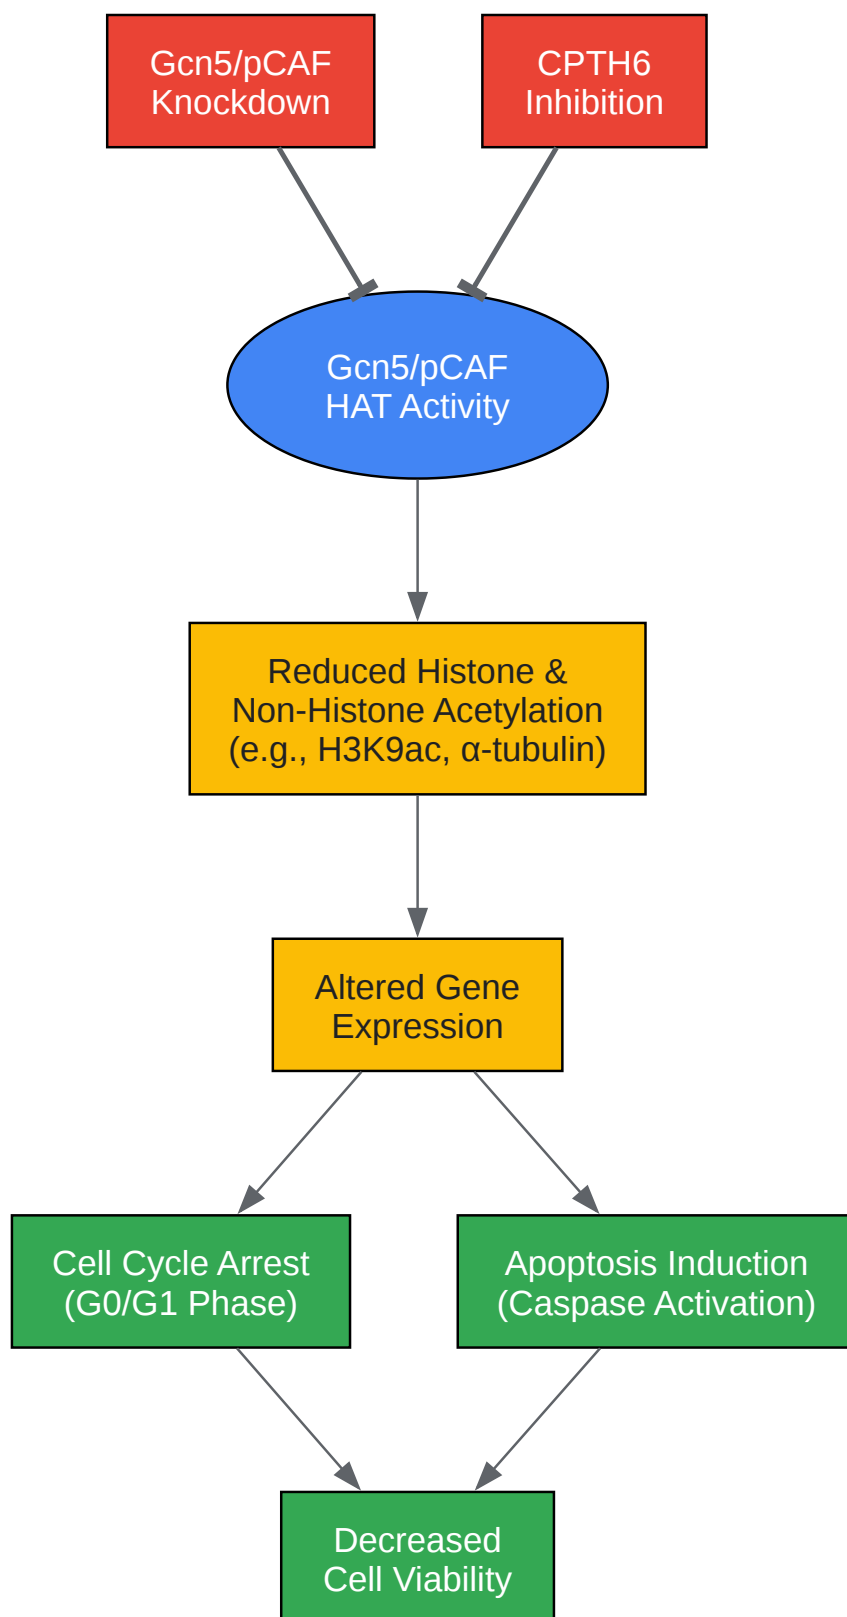 Gcn5/pCAF
Knockdown
CPTH6
Inhibition
Gcn5/pCAF
HAT Activity
Reduced Histone &
Non-Histone Acetylation
(e.g., H3K9ac, α-tubulin)
Altered Gene
Expression
Cell Cycle Arrest
(G0/G1 Phase)
Apoptosis Induction
(Caspase Activation)
Decreased
Cell Viability